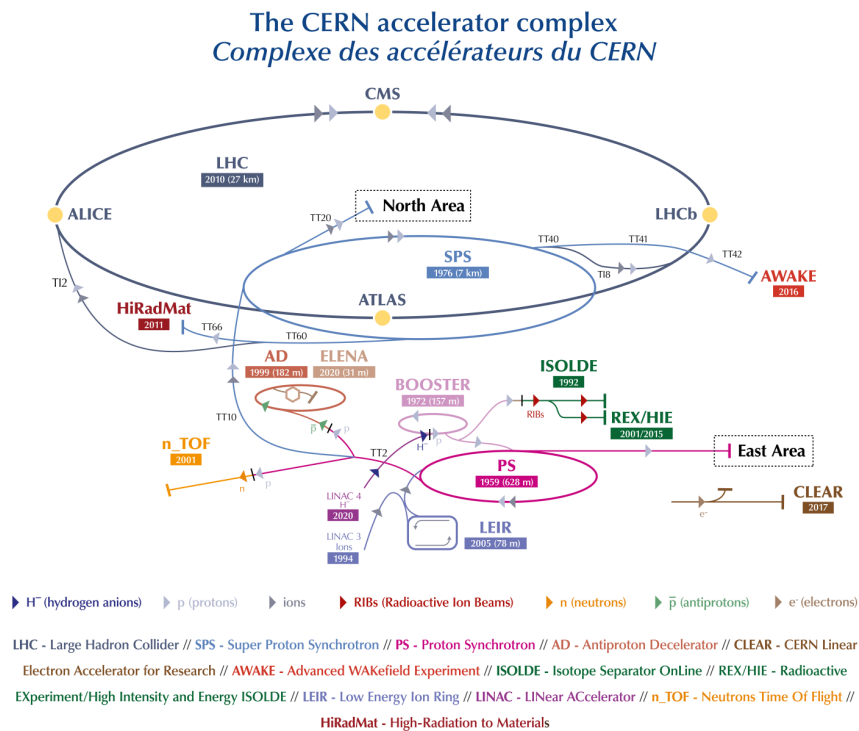 The CERN accelerator complex
Complexe des accélérateurs du CERN
CMS
LHC
2010 (27 km)
North Area
ALICE
TT20
LHCb
TT40
TT41
SPS
TT42
1976 (7 km)
TI8
AWAKE
TI2
2016
ATLAS
HiRadMat
2011
TT66
TT60
AD
ELENA
1999 (182 m)
2020 (31 m)
ISOLDE
1992
BOOSTER
1972 (157 m)
RIBs
REX/HIE
2001/2015
TT10
p
p
p
H⁻
n_TOF
2001
TT2
East Area
PS
1959 (628 m)
p
n
LINAC 4
H⁻
2020
CLEAR
2017
e⁻
LEIR
2005 (78 m)
LINAC 3
Ions
1994
H⁻ (hydrogen anions)
p (protons)
ions
RIBs (Radioactive Ion Beams)
n (neutrons)
p̅ (antiprotons)
e⁻ (electrons)
LHC - Large Hadron Collider // SPS - Super Proton Synchrotron // PS - Proton Synchrotron // AD - Antiproton Decelerator // CLEAR - CERN Linear
Electron Accelerator for Research // AWAKE - Advanced WAKefield Experiment // ISOLDE - Isotope Separator OnLine // REX/HIE - Radioactive
EXperiment/High Intensity and Energy ISOLDE // LEIR - Low Energy Ion Ring // LINAC - LINear ACcelerator // n_TOF - Neutrons Time Of Flight //
HiRadMat - High-Radiation to Materials